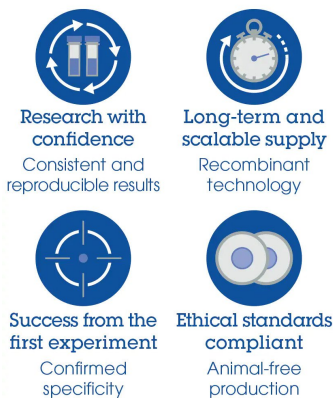 Research with
confidence
Consistent and
reproducible results
Long-term and
scalable supply
Recombinant
technology
Success from the
first experiment
Confirmed
specificity
Ethical standards
compliant
Animal-free
production